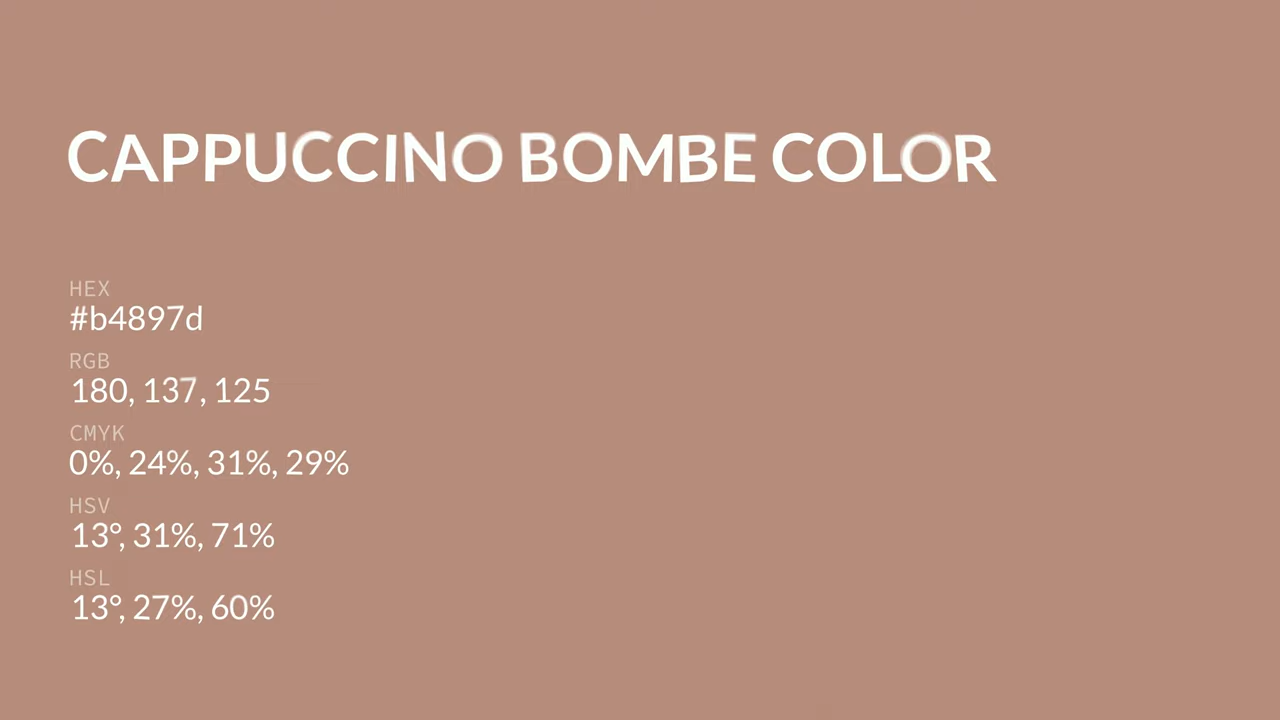 CAPPUCCINO BOMBE COLOR
HEX
#b4897d
RGB
180, 137, 125
CMYK
0%, 24%, 31%, 29%
HSV
13°, 31%, 71%
HSL
13°, 27%, 60%